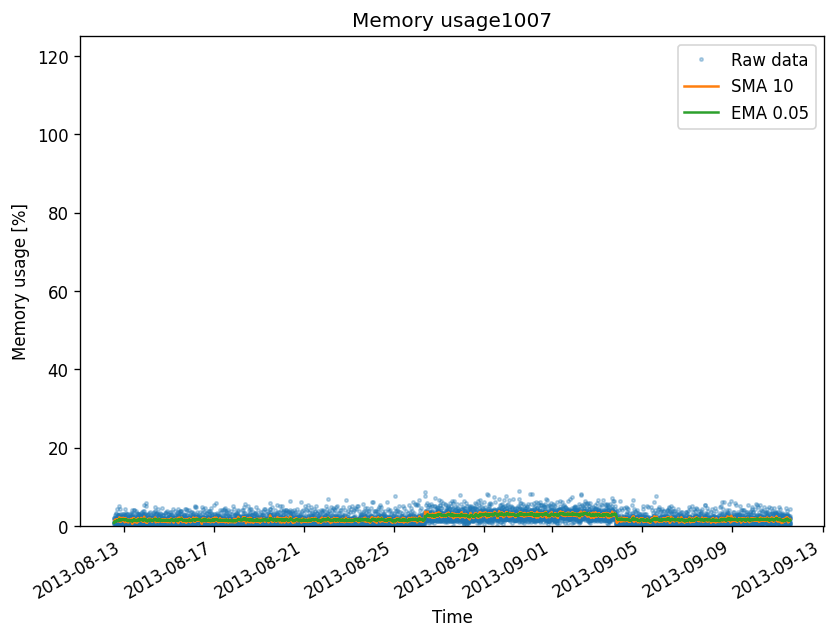 Memory usage1007
Raw data
SMA 10
EMA 0.05
Memory usage [%]
120
100
80
60
40
20
0
2013-08-13
2013-08-17
2013-08-21
2013-08-25
2013-08-29
2013-09-01
2013-09-05
2013-09-09
2013-09-13
Time